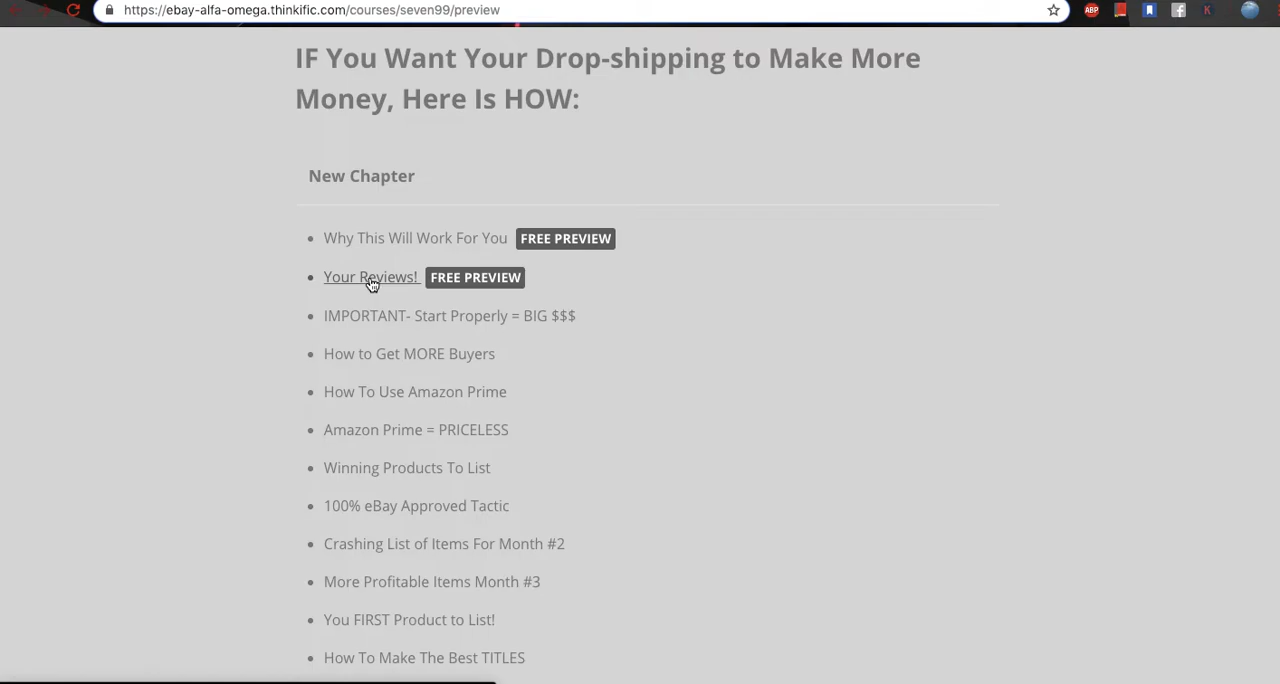 https://ebay-alfa-omega.thinkific.com/courses/seven99/preview
ABP
K
IF You Want Your Drop-shipping to Make More
Money, Here Is HOW:
New Chapter
Why This Will Work For You FREE PREVIEW
Your Reviews! FREE PREVIEW
IMPORTANT- Start Properly = BIG $$$
How to Get MORE Buyers
How To Use Amazon Prime
Amazon Prime = PRICELESS
Winning Products To List
100% eBay Approved Tactic
Crashing List of Items For Month #2
More Profitable Items Month #3
You FIRST Product to List!
How To Make The Best TITLES